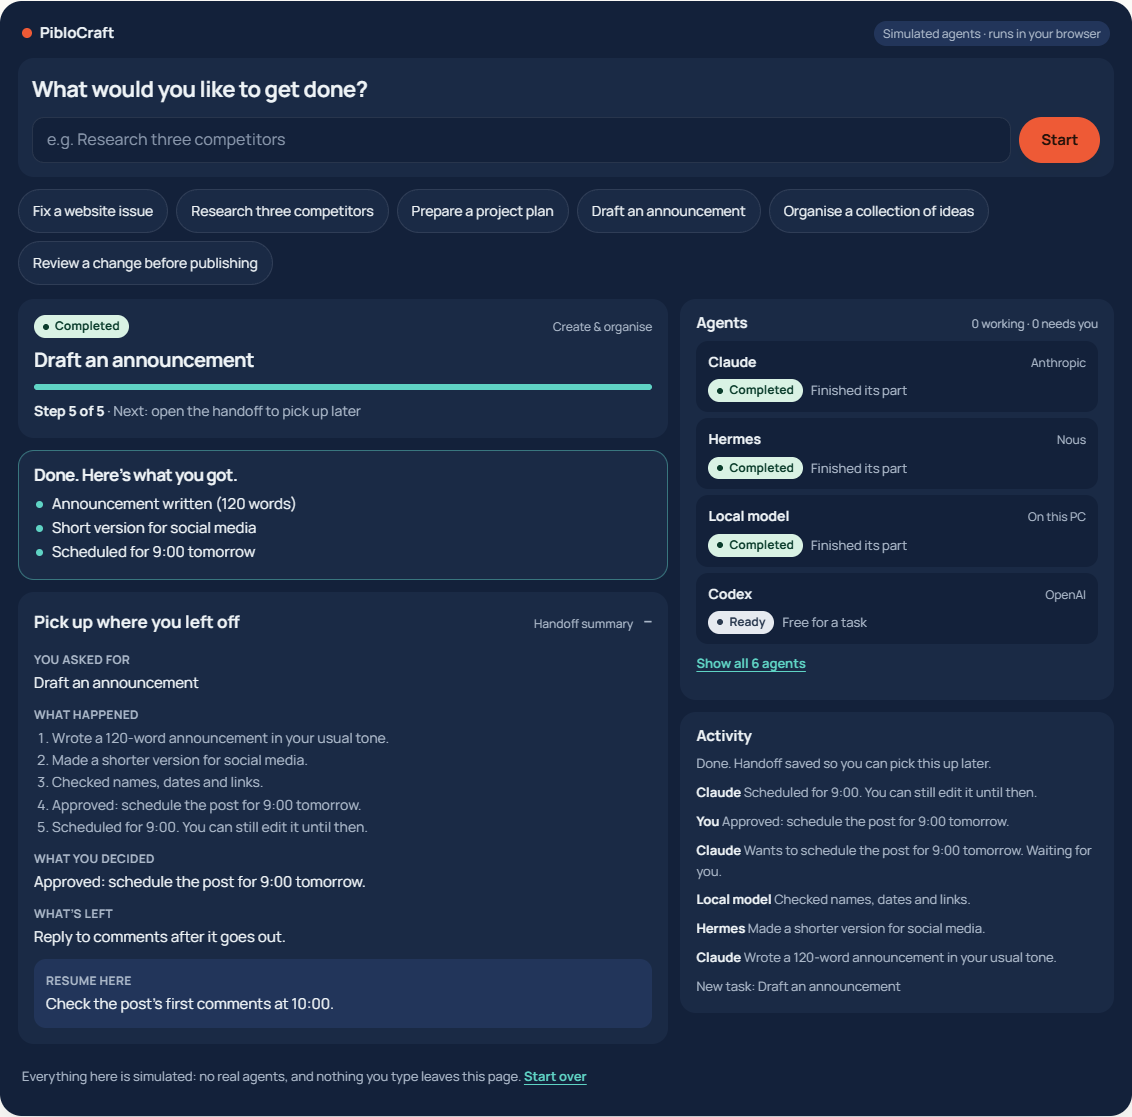 PibloCraft
Simulated agents · runs in your browser
What would you like to get done?
e.g. Research three competitors
Start
Fix a website issue
Research three competitors
Prepare a project plan
Draft an announcement
Organise a collection of ideas
Review a change before publishing
Completed
Create & organise
Draft an announcement
Step 5 of 5 · Next: open the handoff to pick up later
Done. Here’s what you got.
Announcement written (120 words)
Short version for social media
Scheduled for 9:00 tomorrow
Pick up where you left off
Handoff summary –
YOU ASKED FOR
Draft an announcement
WHAT HAPPENED
1. Wrote a 120-word announcement in your usual tone.
2. Made a shorter version for social media.
3. Checked names, dates and links.
4. Approved: schedule the post for 9:00 tomorrow.
5. Scheduled for 9:00. You can still edit it until then.
WHAT YOU DECIDED
Approved: schedule the post for 9:00 tomorrow.
WHAT’S LEFT
Reply to comments after it goes out.
RESUME HERE
Check the post’s first comments at 10:00.
Agents
0 working · 0 needs you
Claude
Anthropic
Completed
Finished its part
Hermes
Nous
Completed
Finished its part
Local model
On this PC
Completed
Finished its part
Codex
OpenAI
Ready
Free for a task
Show all 6 agents
Activity
Done. Handoff saved so you can pick this up later.
Claude Scheduled for 9:00. You can still edit it until then.
You Approved: schedule the post for 9:00 tomorrow.
Claude Wants to schedule the post for 9:00 tomorrow. Waiting for
you.
Local model Checked names, dates and links.
Hermes Made a shorter version for social media.
Claude Wrote a 120-word announcement in your usual tone.
New task: Draft an announcement
Everything here is simulated: no real agents, and nothing you type leaves this page. Start over